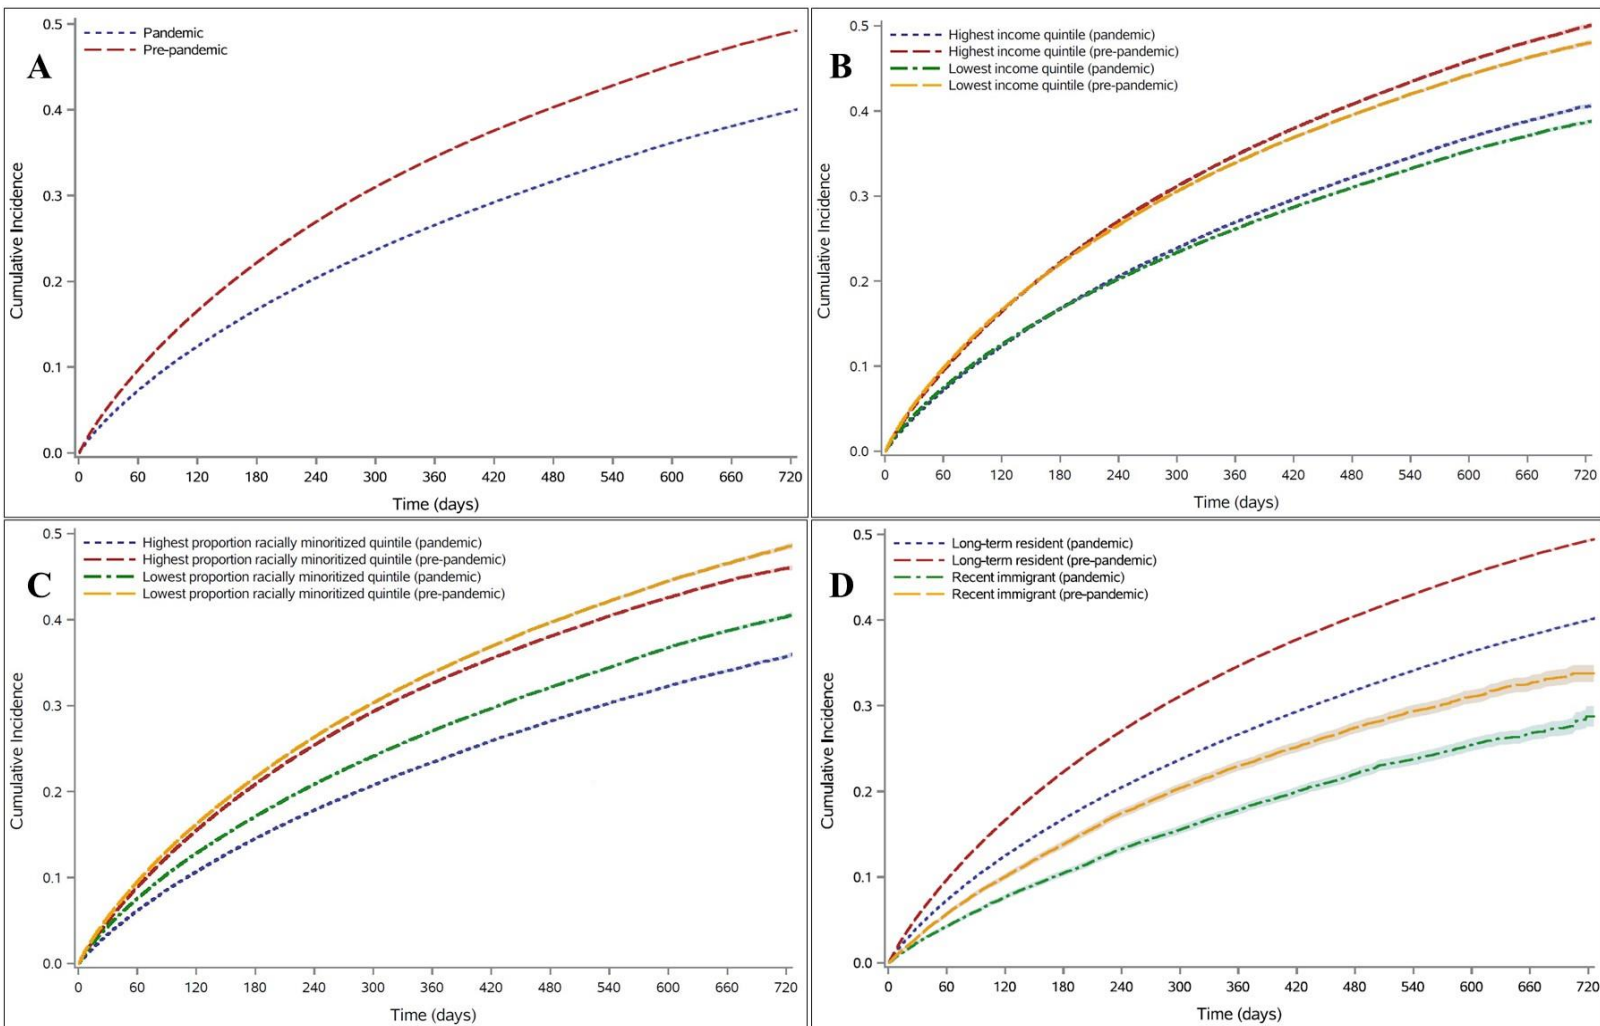 A
Pandemic
Pre-pandemic
0.5
0.4
0.3
0.2
0.1
0.0
Cumulative Incidence
0 60 120 180 240 300 360 420 480 540 600 660 720
Time (days)
B
Highest income quintile (pandemic)
Highest income quintile (pre-pandemic)
Lowest income quintile (pandemic)
Lowest income quintile (pre-pandemic)
0.5
0.4
0.3
0.2
0.1
0.0
Cumulative Incidence
0 60 120 180 240 300 360 420 480 540 600 660 720
Time (days)
C
Highest proportion racially minoritized quintile (pandemic)
Highest proportion racially minoritized quintile (pre-pandemic)
Lowest proportion racially minoritized quintile (pandemic)
Lowest proportion racially minoritized quintile (pre-pandemic)
0.5
0.4
0.3
0.2
0.1
0.0
Cumulative Incidence
0 60 120 180 240 300 360 420 480 540 600 660 720
Time (days)
D
Long-term resident (pandemic)
Long-term resident (pre-pandemic)
Recent immigrant (pandemic)
Recent immigrant (pre-pandemic)
0.5
0.4
0.3
0.2
0.1
0.0
Cumulative Incidence
0 60 120 180 240 300 360 420 480 540 600 660 720
Time (days)